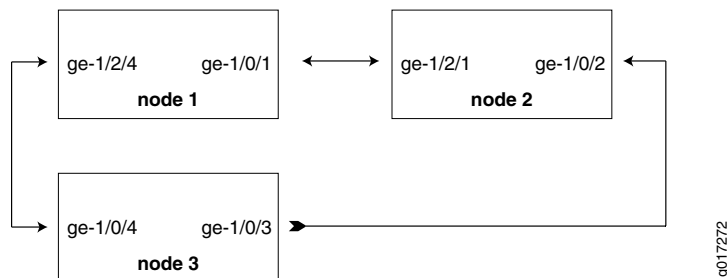 ge-1/2/4 ge-1/0/1
node 1
ge-1/2/1 ge-1/0/2
node 2
ge-1/0/4 ge-1/0/3
node 3
g017272